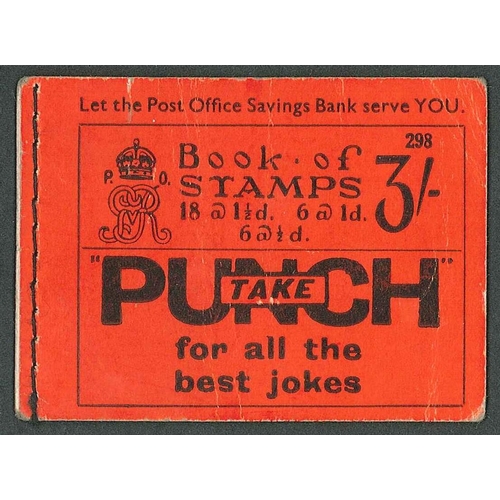 Let the Post Office Savings Bank serve YOU.
298
P. O.
Book of STAMPS
3/-
18 @ 1½d. 6 @ 1d.
6 @ ½d.
TAKE
"PUNCH"
for all the
best jokes